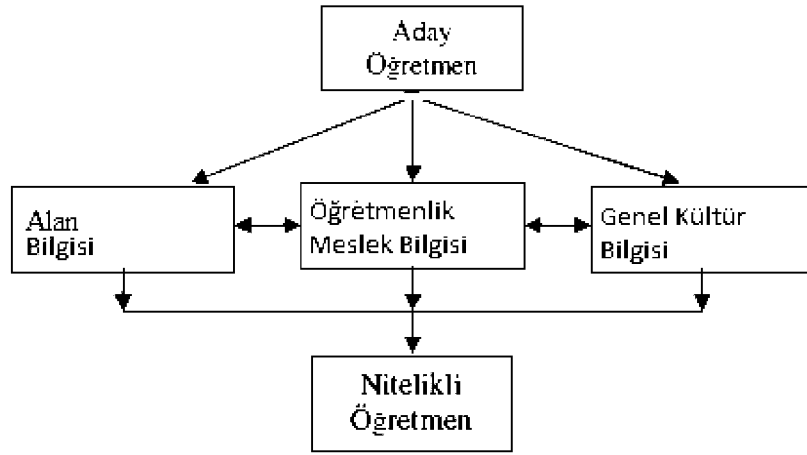 Aday
Öğretmen
Alan
Bilgisi
Öğretmenlik
Meslek Bilgisi
Genel Kültür
Bilgisi
Nitelikli
Öğretmen